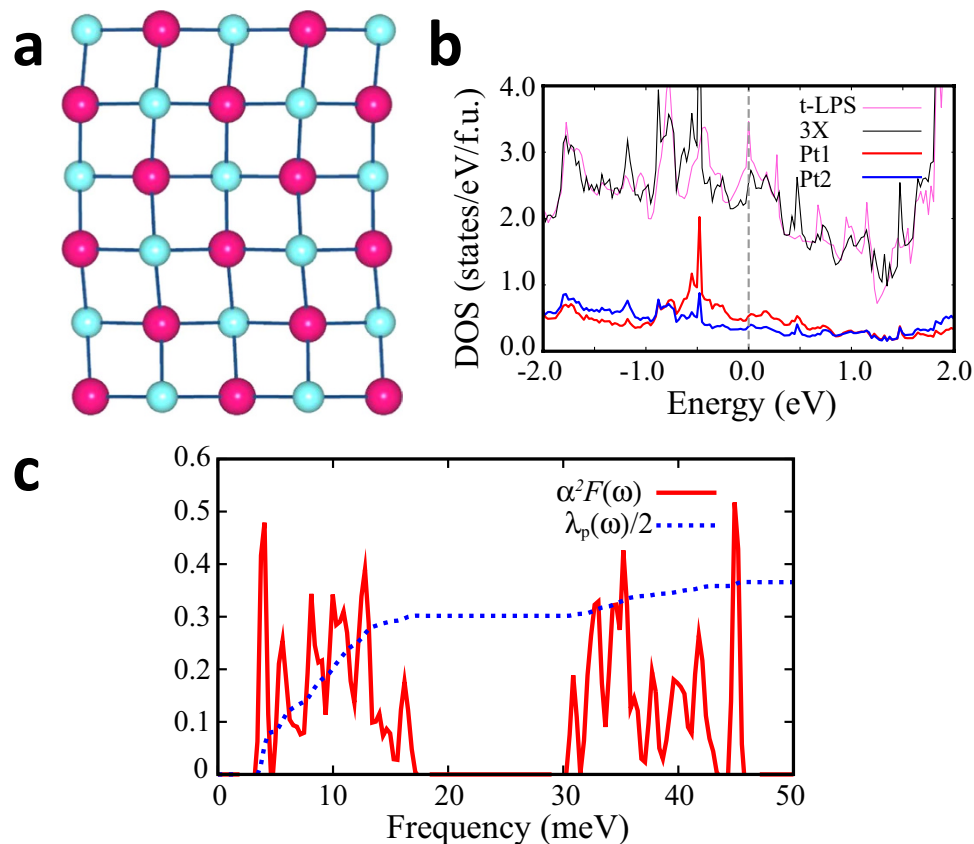 a
b
DOS (states/eV/f.u.)
4.0
3.0
2.0
1.0
0.0
t-LPS
3X
Pt1
Pt2
-2.0 -1.0 0.0 1.0 2.0
Energy (eV)
c
0.6
0.5
0.4
0.3
0.2
0.1
0
α²F(ω)
λp(ω)/2
0 10 20 30 40 50
Frequency (meV)